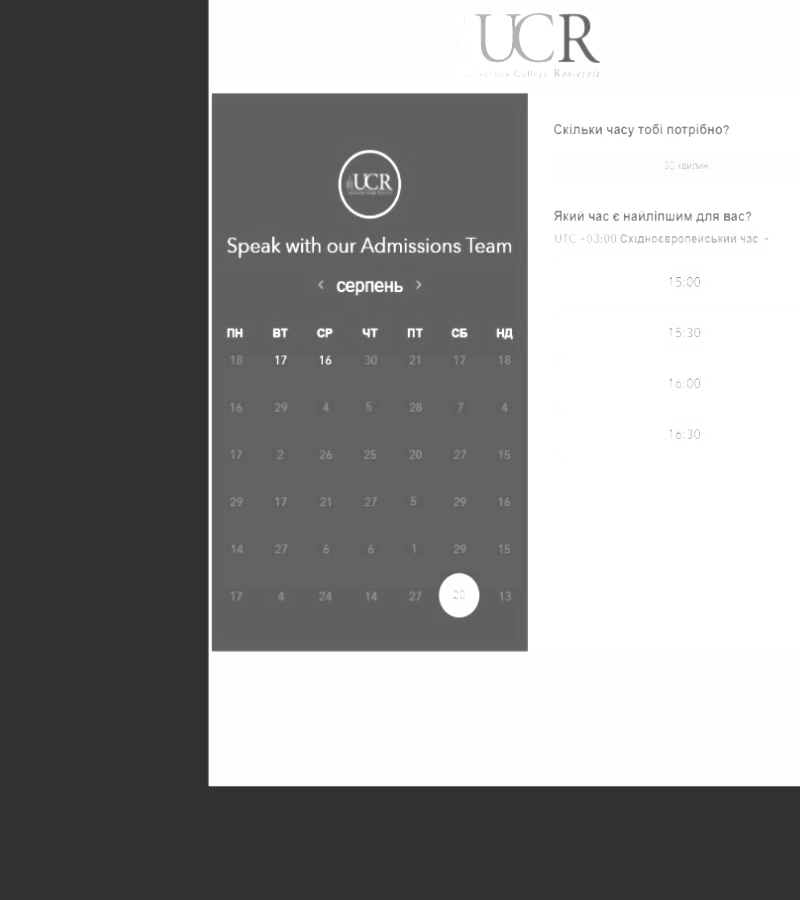 UCR
University College Roosevelt
UCR
Speak with our Admissions Team
‹ серпень ›
ПН ВТ СР ЧТ ПТ СБ НД
18 17 16 30 21 17 18
16 29 4 5 28 7 4
17 2 26 25 20 27 15
29 17 21 27 5 29 16
14 27 6 6 1 29 15
17 4 24 14 27 20 13
Скільки часу тобі потрібно?
30 хвилин
Який час є найліпшим для вас?
UTC +03:00 Східноєвропейський час
15:00
15:30
16:00
16:30